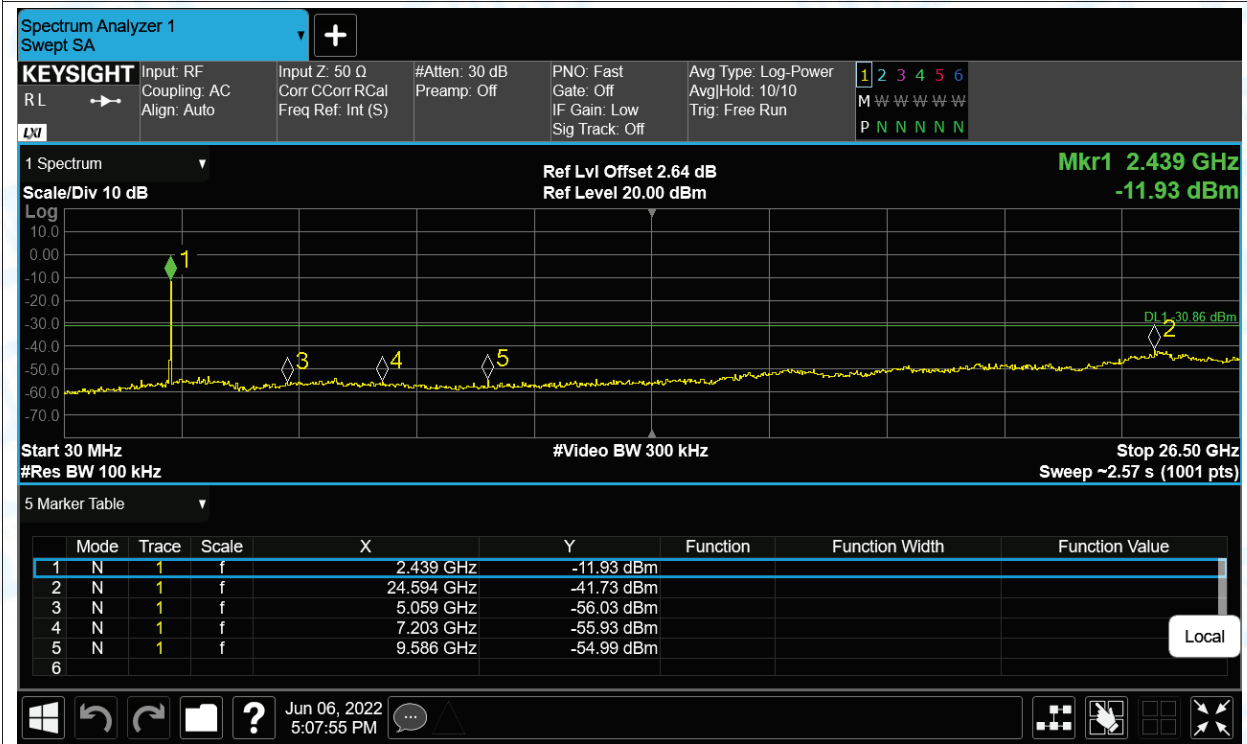 Spectrum Analyzer 1
Swept SA
KEYSIGHT Input: RF Input Z: 50 Ω #Atten: 30 dB PNO: Fast Avg Type: Log-Power 1 2 3 4 5 6
R L Coupling: AC Corr CCorr RCal Preamp: Off Gate: Off Avg|Hold: 10/10 M W W W W W
Align: Auto Freq Ref: Int (S) IF Gain: Low Trig: Free Run
LXI Sig Track: Off P N N N N N
1 Spectrum Ref Lvl Offset 2.64 dB Mkr1 2.439 GHz
Scale/Div 10 dB Ref Level 20.00 dBm -11.93 dBm
Log
10.0
0.00 1
-10.0
-20.0
-30.0 DL1 -30.86 dBm
-40.0 2
-50.0 3 4 5
-60.0
-70.0
Start 30 MHz #Video BW 300 kHz Stop 26.50 GHz
#Res BW 100 kHz Sweep ~2.57 s (1001 pts)
5 Marker Table
Mode Trace Scale X Y Function Function Width Function Value
1 N 1 f 2.439 GHz -11.93 dBm
2 N 1 f 24.594 GHz -41.73 dBm
3 N 1 f 5.059 GHz -56.03 dBm
4 N 1 f 7.203 GHz -55.93 dBm
5 N 1 f 9.586 GHz -54.99 dBm
6
Local
? Jun 06, 2022
5:07:55 PM